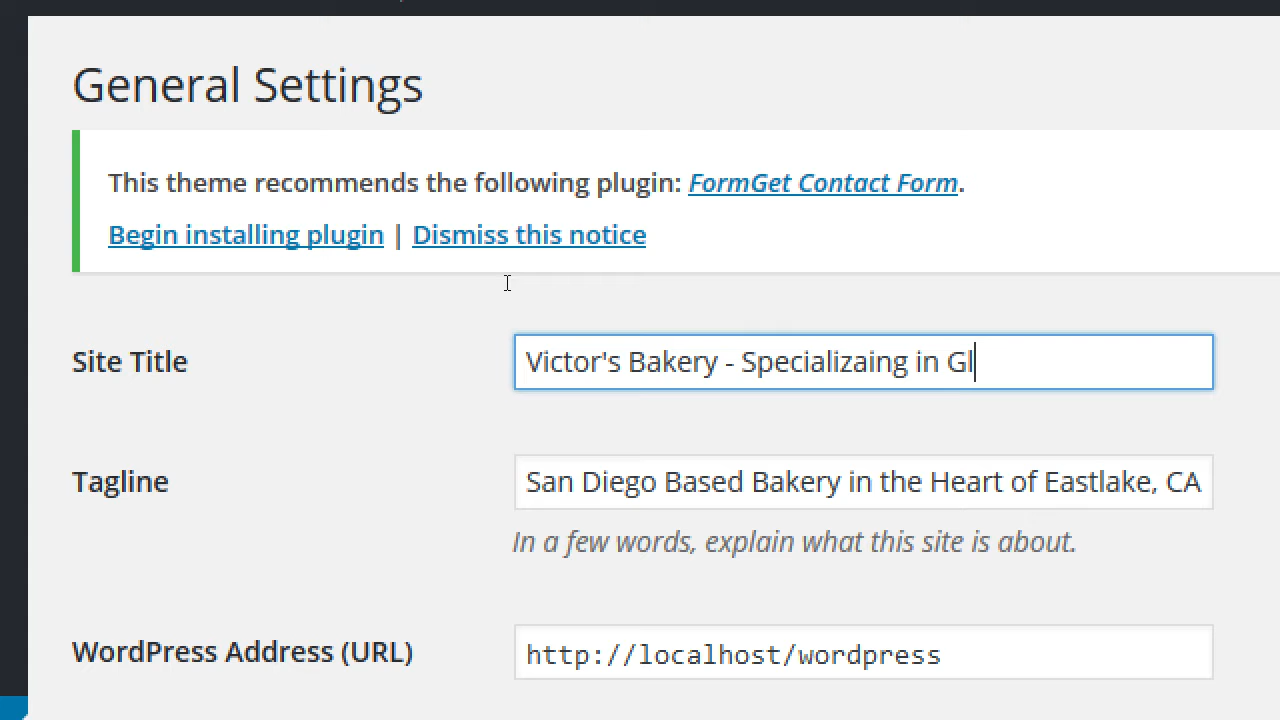 General Settings
This theme recommends the following plugin: FormGet Contact Form.
Begin installing plugin | Dismiss this notice
Site Title
Victor's Bakery - Specializaing in Gl
Tagline
San Diego Based Bakery in the Heart of Eastlake, CA
In a few words, explain what this site is about.
WordPress Address (URL)
http://localhost/wordpress